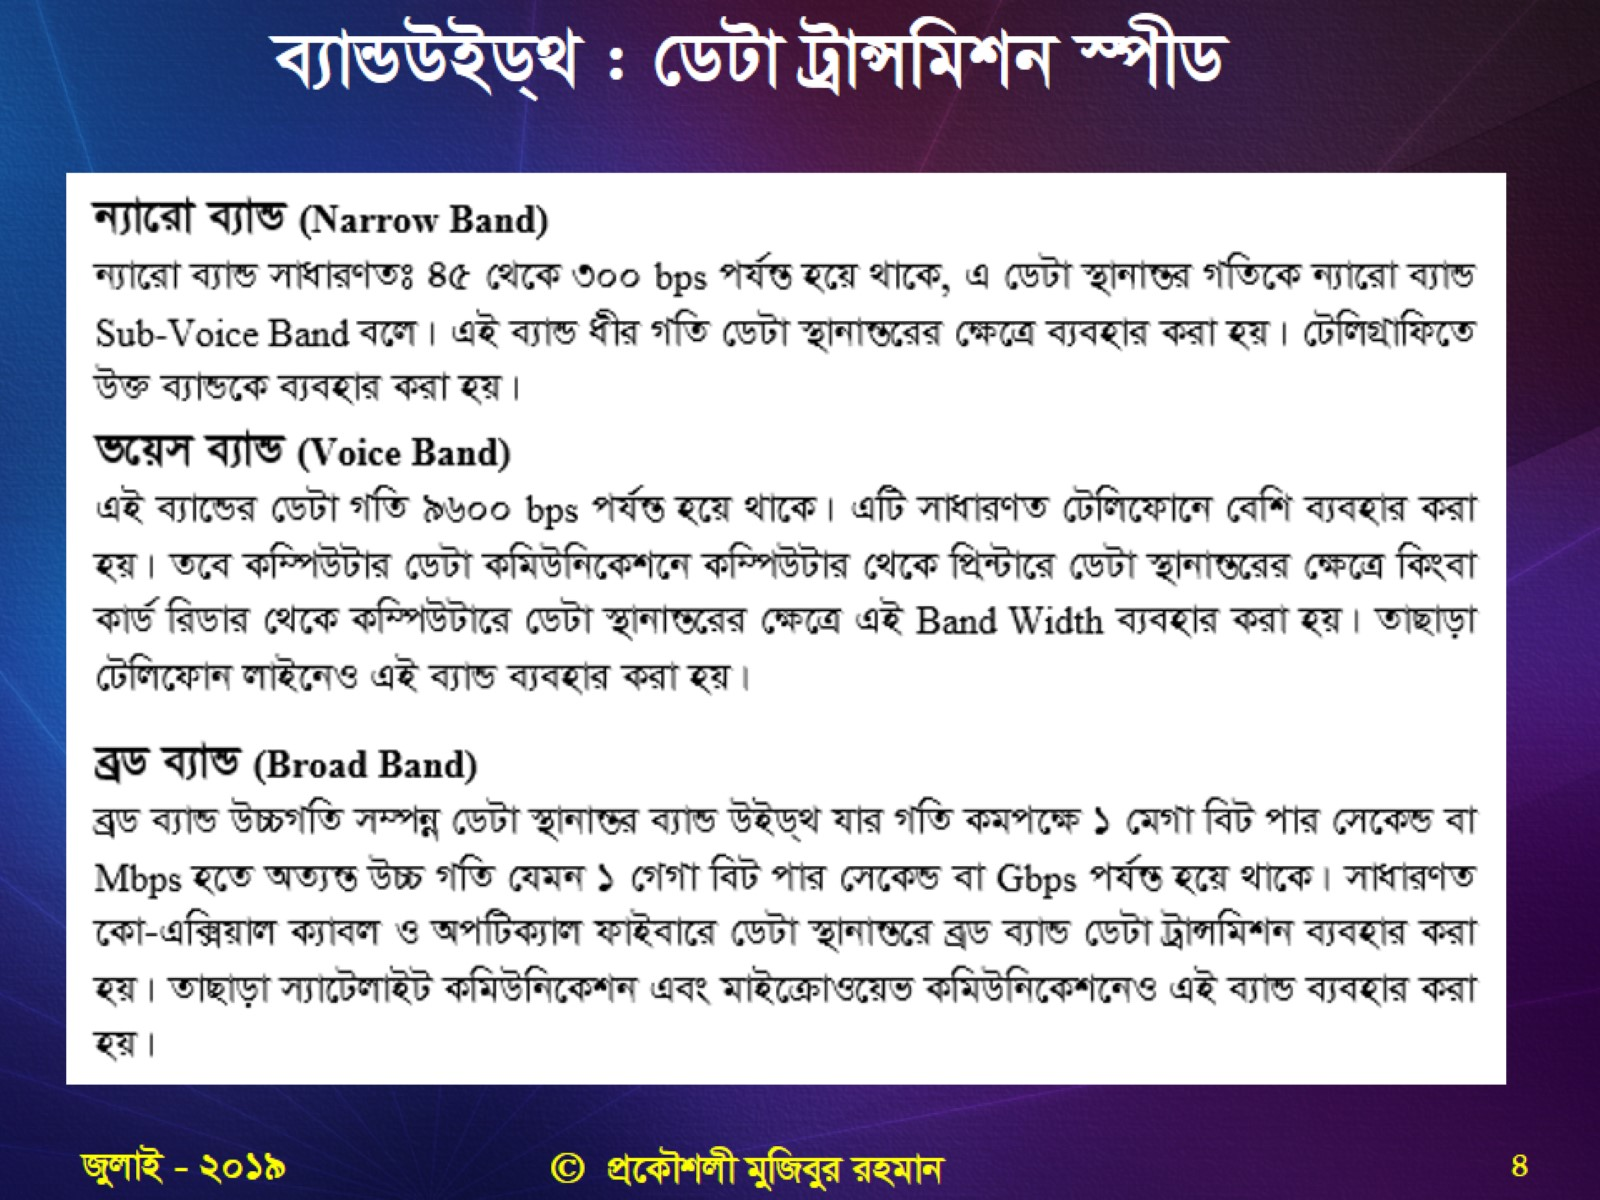 ব্যান্ডউইড্থ : ডেটা ট্রান্সমিশন স্পীড
ন্যারো ব্যান্ড (Narrow Band)
ন্যারো ব্যান্ড সাধারণতঃ ৪৫ থেকে ৩০০ bps পর্যন্ত হয়ে থাকে, এ ডেটা স্থানান্তর গতিকে ন্যারো ব্যান্ড
Sub-Voice Band বলে। এই ব্যান্ড ধীর গতি ডেটা স্থানান্তরের ক্ষেত্রে ব্যবহার করা হয়। টেলিগ্রাফিতে
উক্ত ব্যান্ডকে ব্যবহার করা হয়।
ভয়েস ব্যান্ড (Voice Band)
এই ব্যান্ডের ডেটা গতি ৯৬০০ bps পর্যন্ত হয়ে থাকে। এটি সাধারণত টেলিফোনে বেশি ব্যবহার করা
হয়। তবে কম্পিউটার ডেটা কমিউনিকেশনে কম্পিউটার থেকে প্রিন্টারে ডেটা স্থানান্তরের ক্ষেত্রে কিংবা
কার্ড রিডার থেকে কম্পিউটারে ডেটা স্থানান্তরের ক্ষেত্রে এই Band Width ব্যবহার করা হয়। তাছাড়া
টেলিফোন লাইনেও এই ব্যান্ড ব্যবহার করা হয়।
ব্রড ব্যান্ড (Broad Band)
ব্রড ব্যান্ড উচ্চগতি সম্পন্ন ডেটা স্থানান্তর ব্যান্ড উইড্থ যার গতি কমপক্ষে ১ মেগা বিট পার সেকেন্ড বা
Mbps হতে অত্যন্ত উচ্চ গতি যেমন ১ গেগা বিট পার সেকেন্ড বা Gbps পর্যন্ত হয়ে থাকে। সাধারণত
কো-এক্সিয়াল ক্যাবল ও অপটিক্যাল ফাইবারে ডেটা স্থানান্তরে ব্রড ব্যান্ড ডেটা ট্রান্সমিশন ব্যবহার করা
হয়। তাছাড়া স্যাটেলাইট কমিউনিকেশন এবং মাইক্রোওয়েভ কমিউনিকেশনেও এই ব্যান্ড ব্যবহার করা
হয়।
জুলাই - ২০১৯ © প্রকৌশলী মুজিবুর রহমান 8